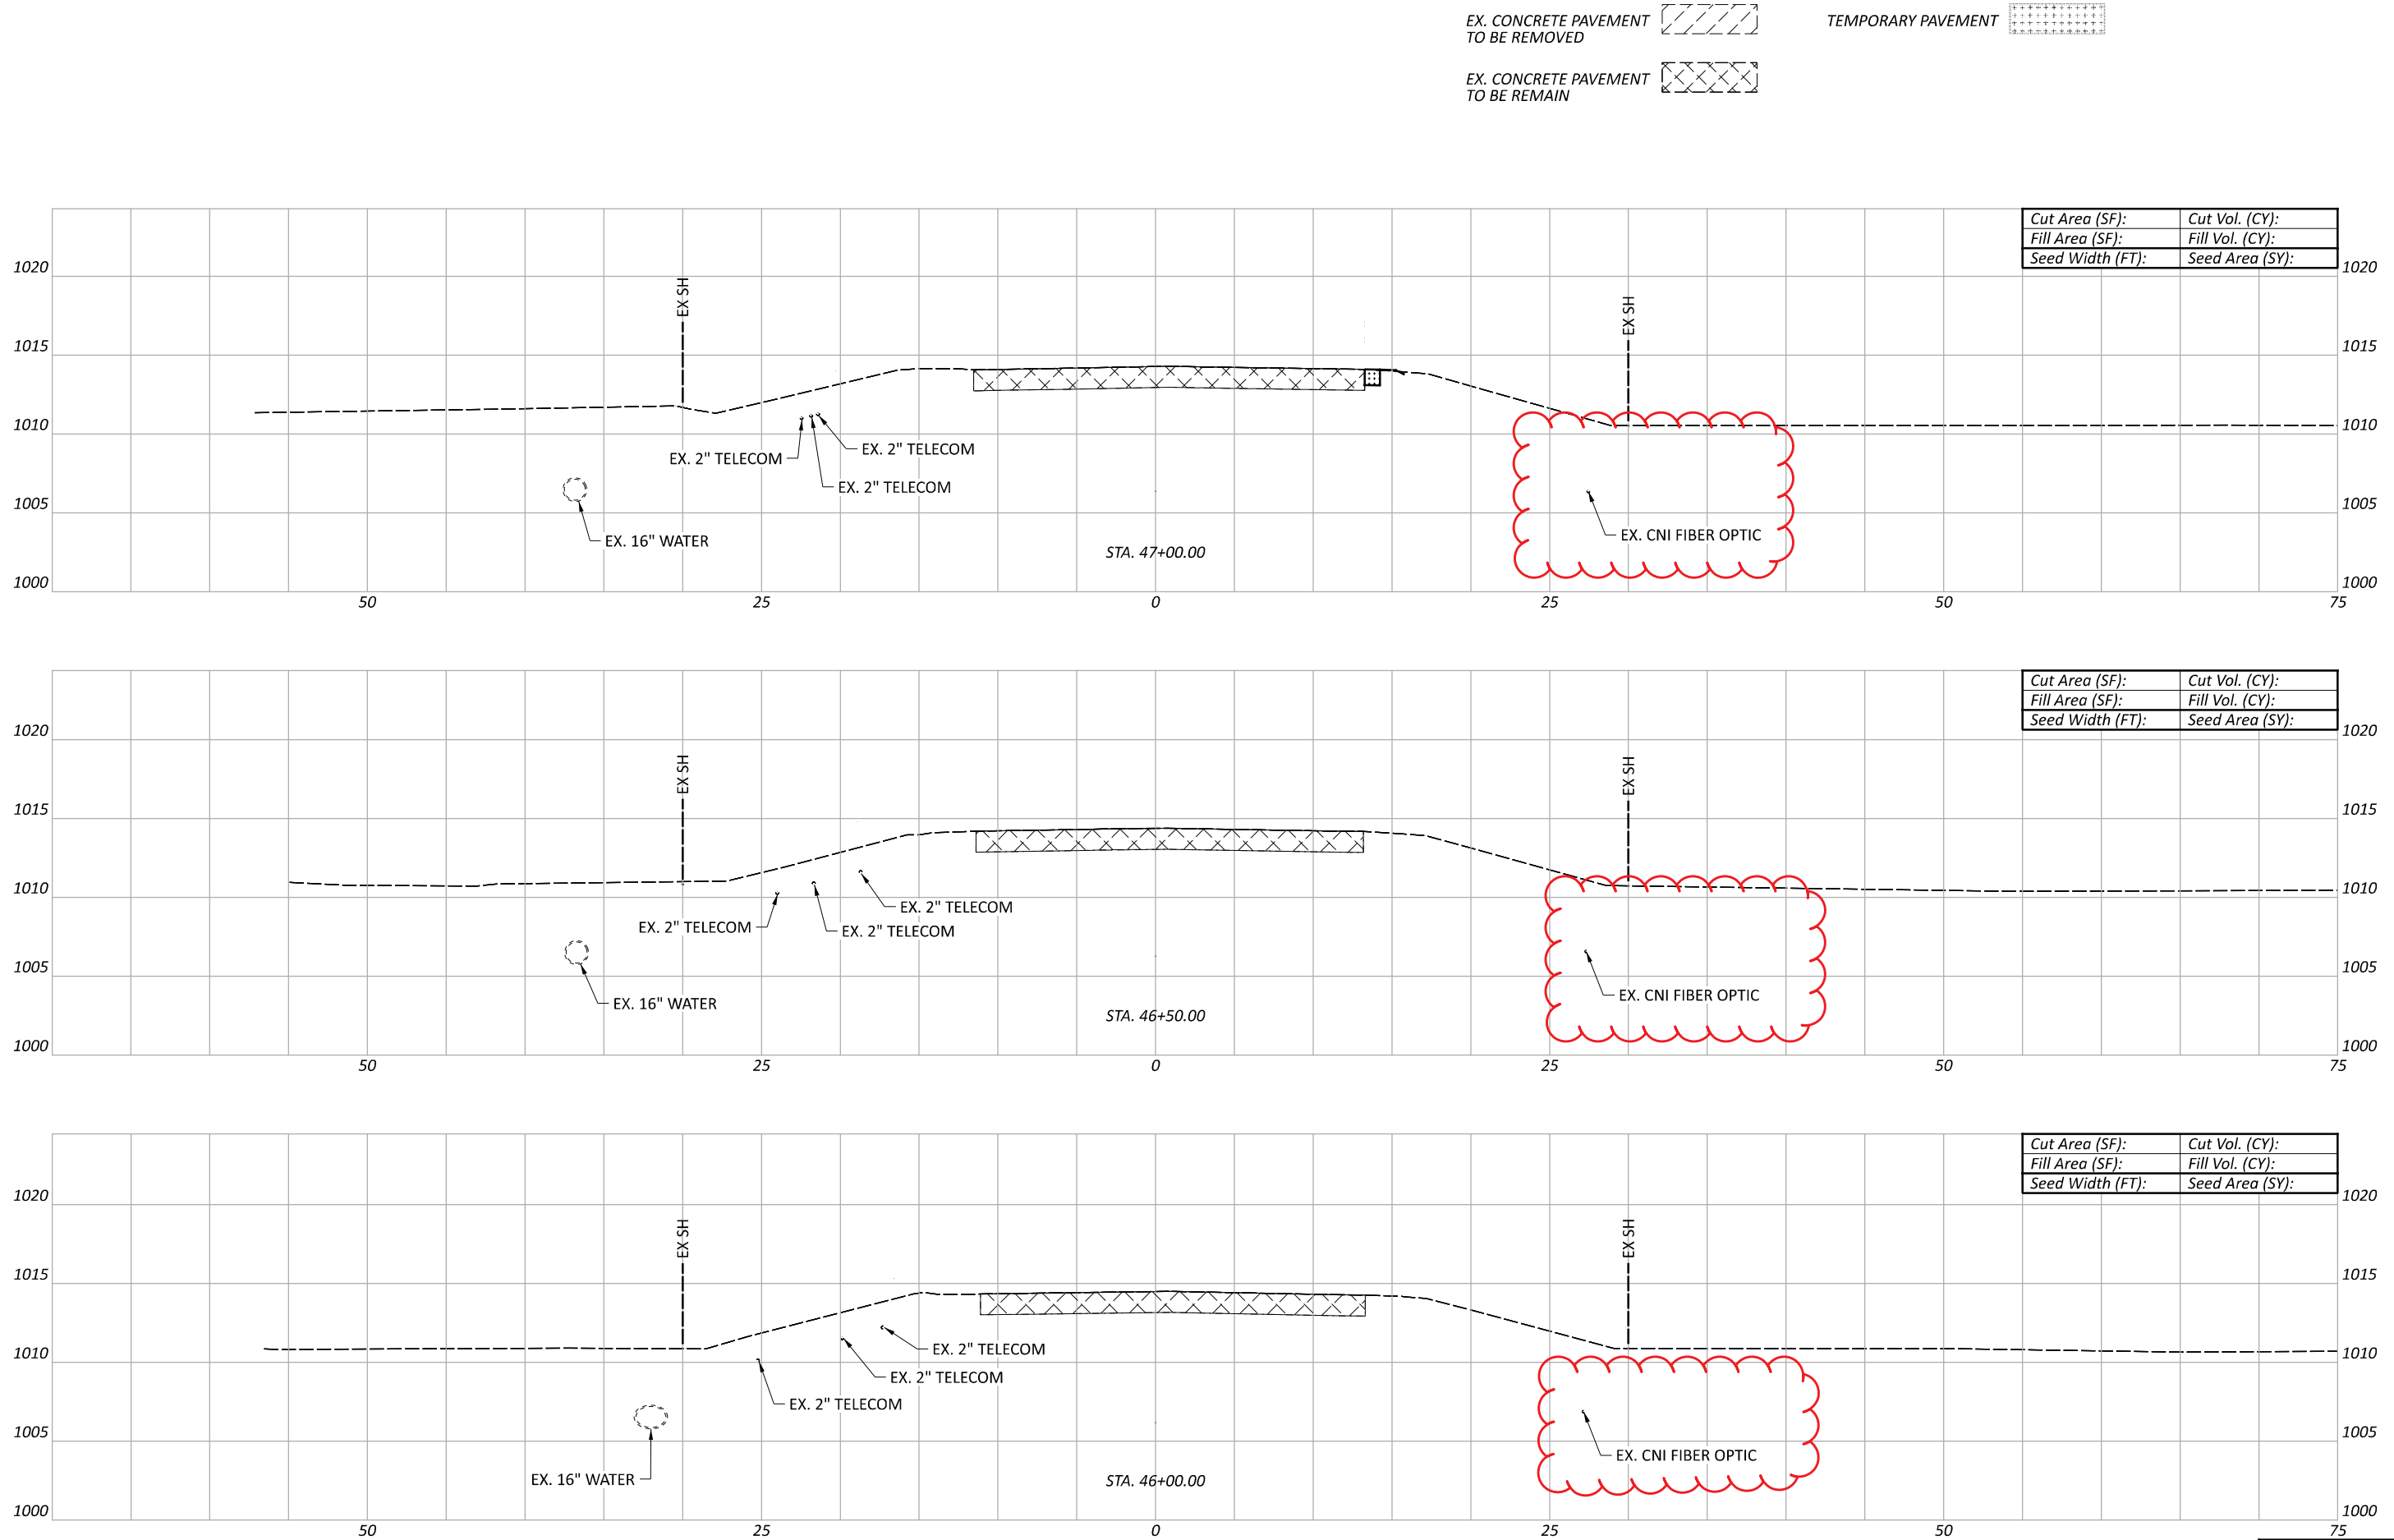 EX. CONCRETE PAVEMENT
TO BE REMOVED
TEMPORARY PAVEMENT
EX. CONCRETE PAVEMENT
TO BE REMAIN
Cut Area (SF): Cut Vol. (CY):
Fill Area (SF): Fill Vol. (CY):
Seed Width (FT): Seed Area (SY):
1020 1020
EX SH
EX SH
1015 1015
1010 1010
EX. 2" TELECOM
EX. 2" TELECOM
EX. 2" TELECOM
1005 1005
EX. 16" WATER
EX. CNI FIBER OPTIC
STA. 47+00.00
1000 1000
50 25 0 25 50 75
Cut Area (SF): Cut Vol. (CY):
Fill Area (SF): Fill Vol. (CY):
Seed Width (FT): Seed Area (SY):
1020 1020
EX SH
EX SH
1015 1015
1010 1010
EX. 2" TELECOM
EX. 2" TELECOM
EX. 2" TELECOM
1005 1005
EX. CNI FIBER OPTIC
EX. 16" WATER
STA. 46+50.00
1000 1000
50 25 0 25 50 75
Cut Area (SF): Cut Vol. (CY):
Fill Area (SF): Fill Vol. (CY):
Seed Width (FT): Seed Area (SY):
1020 1020
EX SH
EX SH
1015 1015
1010 1010
EX. 2" TELECOM
EX. 2" TELECOM
EX. 2" TELECOM
1005 1005
EX. CNI FIBER OPTIC
EX. 16" WATER
STA. 46+00.00
1000 1000
50 25 0 25 50 75